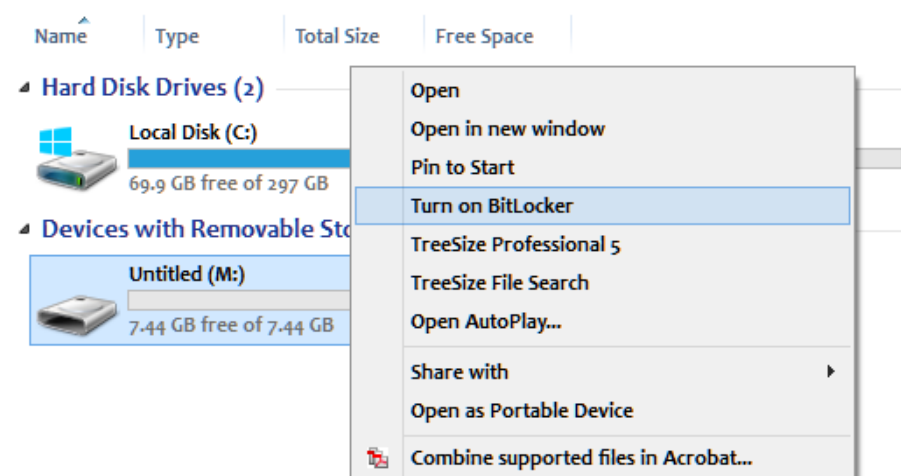 Name Type Total Size Free Space
Hard Disk Drives (2)
Local Disk (C:)
69.9 GB free of 297 GB
Devices with Removable Sto
Untitled (M:)
7.44 GB free of 7.44 GB
Open
Open in new window
Pin to Start
Turn on BitLocker
TreeSize Professional 5
TreeSize File Search
Open AutoPlay...
Share with
Open as Portable Device
Combine supported files in Acrobat...